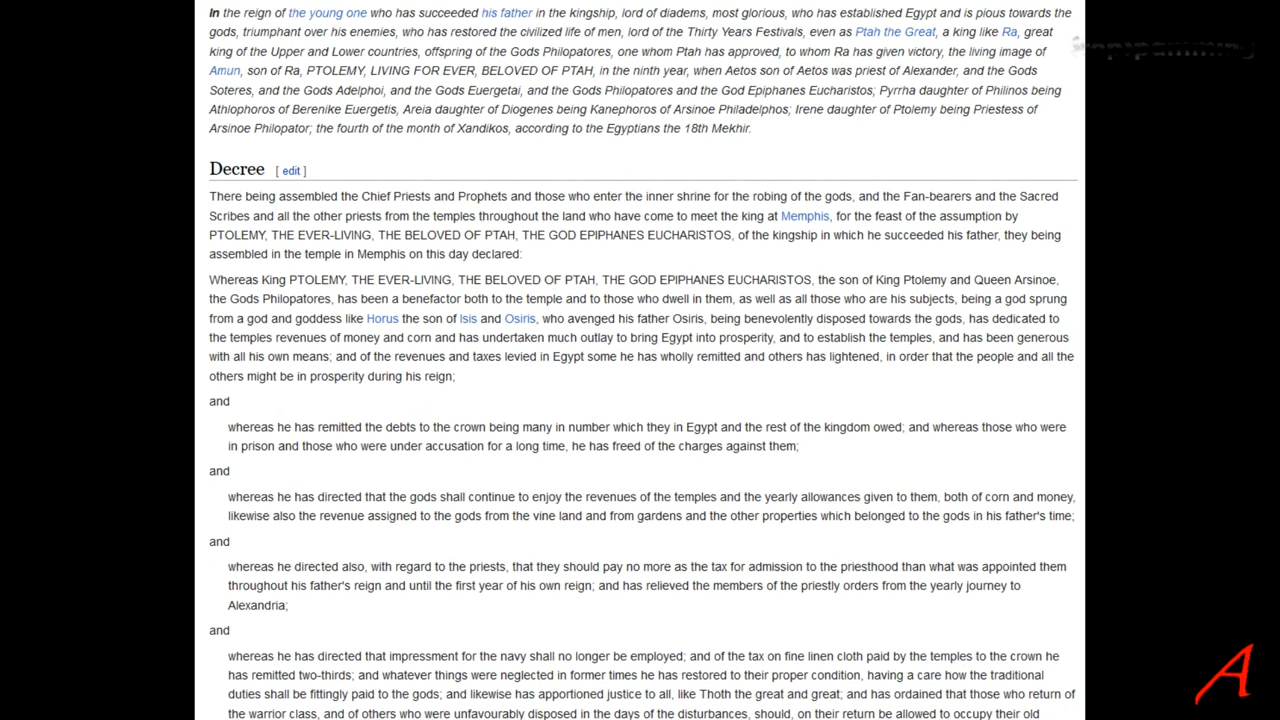 In the reign of the young one who has succeeded his father in the kingship, lord of diadems, most glorious, who has established Egypt and is pious towards the
gods, triumphant over his enemies, who has restored the civilized life of men, lord of the Thirty Years Festivals, even as Ptah the Great, a king like Ra, great
king of the Upper and Lower countries, offspring of the Gods Philopatores, one whom Ptah has approved, to whom Ra has given victory, the living image of
Amun, son of Ra, PTOLEMY, LIVING FOR EVER, BELOVED OF PTAH, in the ninth year, when Aetos son of Aetos was priest of Alexander, and the Gods
Soteres, and the Gods Adelphoi, and the Gods Euergetai, and the Gods Philopatores and the God Epiphanes Eucharistos; Pyrrha daughter of Philinos being
Athlophoros of Berenike Euergetis, Areia daughter of Diogenes being Kanephoros of Arsinoe Philadelphos; Irene daughter of Ptolemy being Priestess of
Arsinoe Philopator; the fourth of the month of Xandikos, according to the Egyptians the 18th Mekhir.
Decree [ edit ]
There being assembled the Chief Priests and Prophets and those who enter the inner shrine for the robing of the gods, and the Fan-bearers and the Sacred
Scribes and all the other priests from the temples throughout the land who have come to meet the king at Memphis, for the feast of the assumption by
PTOLEMY, THE EVER-LIVING, THE BELOVED OF PTAH, THE GOD EPIPHANES EUCHARISTOS, of the kingship in which he succeeded his father, they being
assembled in the temple in Memphis on this day declared:
Whereas King PTOLEMY, THE EVER-LIVING, THE BELOVED OF PTAH, THE GOD EPIPHANES EUCHARISTOS, the son of King Ptolemy and Queen Arsinoe,
the Gods Philopatores, has been a benefactor both to the temple and to those who dwell in them, as well as all those who are his subjects, being a god sprung
from a god and goddess like Horus the son of Isis and Osiris, who avenged his father Osiris, being benevolently disposed towards the gods, has dedicated to
the temples revenues of money and corn and has undertaken much outlay to bring Egypt into prosperity, and to establish the temples, and has been generous
with all his own means; and of the revenues and taxes levied in Egypt some he has wholly remitted and others has lightened, in order that the people and all the
others might be in prosperity during his reign;
and
whereas he has remitted the debts to the crown being many in number which they in Egypt and the rest of the kingdom owed; and whereas those who were
in prison and those who were under accusation for a long time, he has freed of the charges against them;
and
whereas he has directed that the gods shall continue to enjoy the revenues of the temples and the yearly allowances given to them, both of corn and money,
likewise also the revenue assigned to the gods from the vine land and from gardens and the other properties which belonged to the gods in his father's time;
and
whereas he directed also, with regard to the priests, that they should pay no more as the tax for admission to the priesthood than what was appointed them
throughout his father's reign and until the first year of his own reign; and has relieved the members of the priestly orders from the yearly journey to
Alexandria;
and
whereas he has directed that impressment for the navy shall no longer be employed; and of the tax on fine linen cloth paid by the temples to the crown he
has remitted two-thirds; and whatever things were neglected in former times he has restored to their proper condition, having a care how the traditional
duties shall be fittingly paid to the gods; and likewise has apportioned justice to all, like Thoth the great and great; and has ordained that those who return of
the warrior class, and of others who were unfavourably disposed in the days of the disturbances, should, on their return be allowed to occupy their old
A